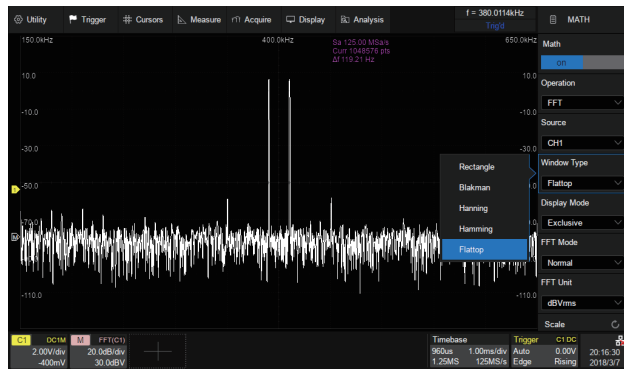 Utility Trigger Cursors Measure Acquire Display Analysis f = 380.0114kHz MATH
Trig'd
150.0kHz 400.0kHz 650.0kHz
Sa 125.00 MSa/s
Curr 1048576 pts
Δf 119.21 Hz
Math
on
10.0 10.0
Operation
FFT
-10.0 -10.0
Source
CH1
-30.0 -30.0
Window Type
Flattop
Rectangle
Blakman
Hanning
Hamming
Flattop
-50.0
Display Mode
Exclusive
-70.0
M
FFT Mode
Normal
-110.0 -110.0
FFT Unit
dBVrms
Scale
C1 DC1M M FFT(C1) Timebase Trigger C1 DC
2.00V/div 20.0dB/ 960us 1.00ms/div Auto 0.00V 20:16:30
-400mV 30.0dBV 1.25MS 125MS/s Edge Rising 2018/3/7